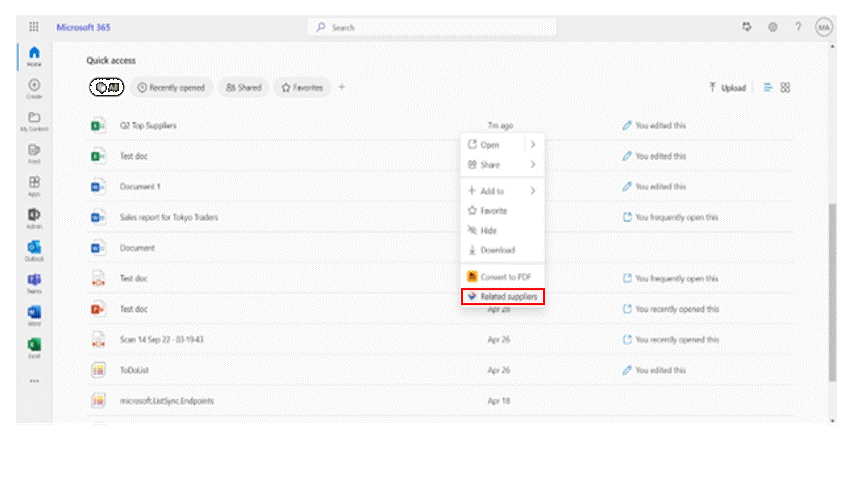 Microsoft 365
Search
?
MA
Home
Create
My Content
Feed
Apps
Admin
Outlook
Teams
Word
Excel
Quick access
All
Recently opened
Shared
Favorites
+
Upload
Q2 Top Suppliers 7m ago You edited this
Test doc You edited this
Document 1 You edited this
Sales report for Tokyo Traders You frequently open this
Document
Test doc You frequently open this
Test doc Apr 28 You recently opened this
Scan 14 Sep 22 - 03-19-43 Apr 26 You recently opened this
ToDoList Apr 26 You edited this
microsoft.ListSync.Endpoints Apr 18
Open
Share
Add to
Favorite
Hide
Download
Convert to PDF
Related suppliers